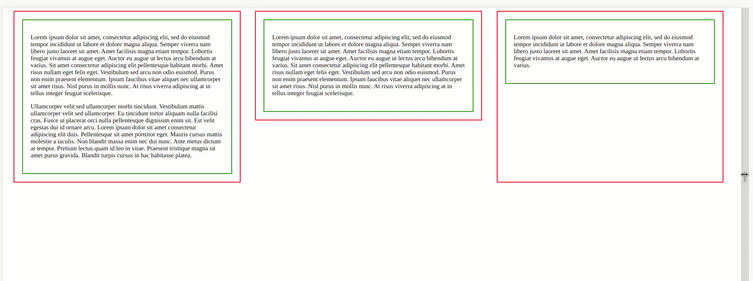 Lorem ipsum dolor sit amet, consectetur adipiscing elit, sed do eiusmod
tempor incididunt ut labore et dolore magna aliqua. Semper viverra nam
libero justo laoreet sit amet. Amet facilisis magna etiam tempor. Lobortis
feugiat vivamus at augue eget. Auctor eu augue ut lectus arcu bibendum at
varius. Sit amet consectetur adipiscing elit pellentesque habitant morbi. Amet
risus nullam eget felis eget. Vestibulum sed arcu non odio euismod. Purus
non enim praesent elementum. Ipsum faucibus vitae aliquet nec ullamcorper
sit amet risus. Nisl purus in mollis nunc. At in
tellus integer feugiat scelerisque.
Ullamcorper velit sed ullamcorper morbi tincidunt. Vestibulum mattis
ullamcorper velit sed ullamcorper. Eu tincidunt tortor aliquam nulla facilisi
cras. Fusce ut placerat orci nulla pellentesque dignissim enim sit. Est velit
egestas dui id ornare arcu. Lorem ipsum dolor sit amet consectetur
adipiscing elit duis. Pellentesque sit amet porttitor eget. Mauris cursus mattis
molestie a iaculis. Non blandit massa enim nec dui nunc. Ante metus dictum
at tempor. Pretium lectus quam id leo in vitae. Praesent tristique magna sit
amet purus gravida. Blandit turpis cursus in hac habitasse platea.
Lorem ipsum dolor sit amet, consectetur adipiscing elit, sed do eiusmod
tempor incididunt ut labore et dolore magna aliqua. Semper viverra nam
libero justo laoreet sit amet. Amet facilisis magna etiam tempor. Lobortis
feugiat vivamus at augue eget. Auctor eu augue ut lectus arcu bibendum at
varius. Sit amet consectetur adipiscing elit pellentesque habitant morbi. Amet
risus nullam eget felis eget. Vestibulum sed arcu non odio euismod. Purus
non enim praesent elementum. Ipsum faucibus vitae aliquet nec ullamcorper
sit amet risus. Nisl purus in mollis nunc. At in
tellus integer feugiat scelerisque.
Lorem ipsum dolor sit amet, consectetur adipiscing elit, sed do eiusmod
tempor incididunt ut labore et dolore magna aliqua. Semper viverra nam
libero justo laoreet sit amet. Amet facilisis magna etiam tempor. Lobortis
feugiat vivamus at augue eget. Auctor eu augue ut lectus arcu bibendum at
varius.